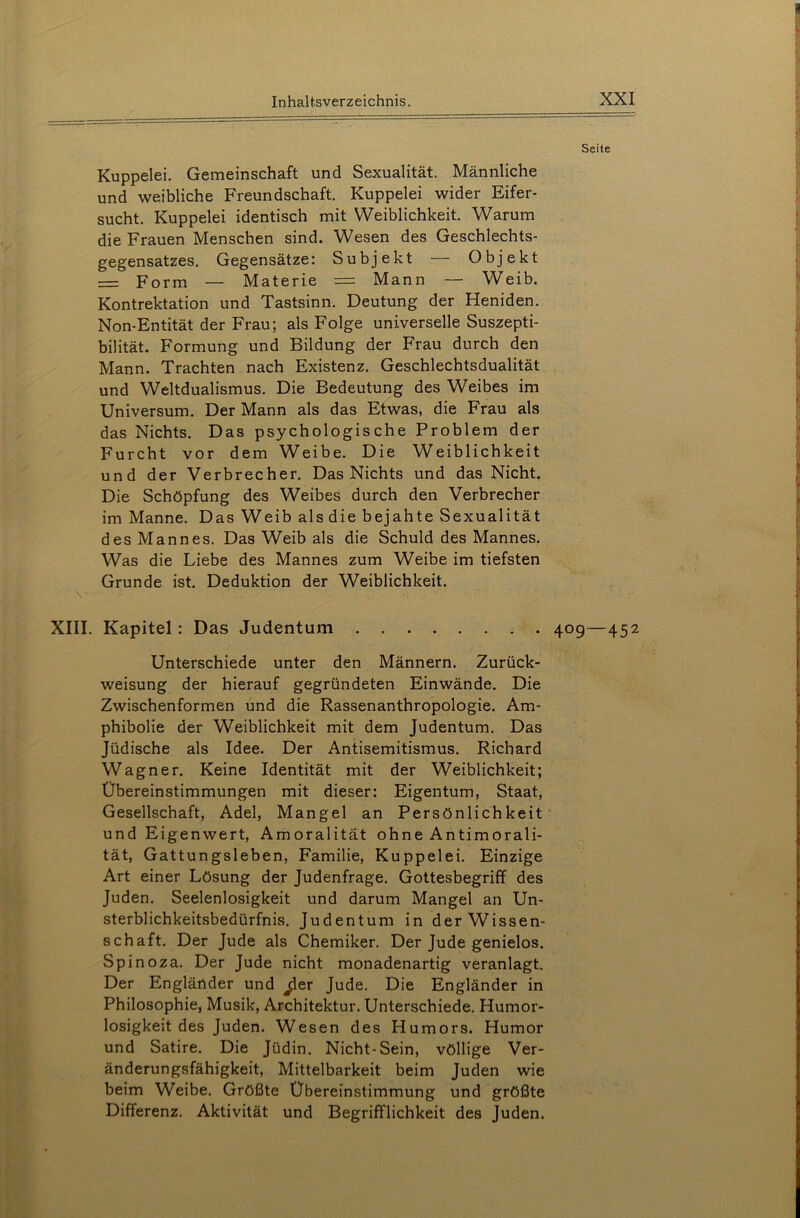 Inhaltsverzeichnis. XXI
Seite
Kuppelei. Gemeinschaft und Sexualität. Männliche
und weibliche Freundschaft. Kuppelei wider Eifer-
sucht. Kuppelei identisch mit Weiblichkeit. Warum
die Frauen Menschen sind. Wesen des Geschlechts-
gegensatzes. Gegensätze: Subjekt — Objekt
= Form — Materie = Mann — Weib.
Kontrektation und Tastsinn. Deutung der Heniden.
Non-Entität der Frau; als Folge universelle Suszepti-
bilität. Formung und Bildung der Frau durch den
Mann. Trachten nach Existenz. Geschlechtsdualität
und Weltdualismus. Die Bedeutung des Weibes im
Universum. Der Mann als das Etwas, die Frau als
das Nichts. Das psychologische Problem der
Furcht vor dem Weibe. Die Weiblichkeit
und der Verbrecher. Das Nichts und das Nicht.
Die Schöpfung des Weibes durch den Verbrecher
im Manne. Das Weib als die bejahte Sexualität
des Mannes. Das Weib als die Schuld des Mannes.
Was die Liebe des Mannes zum Weibe im tiefsten
Grunde ist. Deduktion der Weiblichkeit.
XIII. Kapitel: Das Judentum . . . . . . . . 409—452
Unterschiede unter den Männern. Zurück-
weisung der hierauf gegründeten Einwände. Die
Zwischenformen und die Rassenanthropologie. Am-
phibolie der Weiblichkeit mit dem Judentum. Das
Jüdische als Idee. Der Antisemitismus. Richard
Wagner. Keine Identität mit der Weiblichkeit;
Übereinstimmungen mit dieser: Eigentum, Staat,
Gesellschaft, Adel, Mangel an Persönlichkeit
und Eigenwert, Amoralität ohne Antimorali-
tät, Gattungsleben, Familie, Kuppelei. Einzige
Art einer Lösung der Judenfrage. Gottesbegriff des
Juden. Seelenlosigkeit und darum Mangel an Un-
sterblichkeitsbedürfnis. Judentum in der Wissen-
schaft. Der Jude als Chemiker. Der Jude genielos.
Spinoza. Der Jude nicht monadenartig veranlagt.
Der Engländer und der Jude. Die Engländer in
Philosophie, Musik, Architektur. Unterschiede. Humor-
losigkeit des Juden. Wesen des Humors. Humor
und Satire. Die Jüdin. Nicht-Sein, völlige Ver-
änderungsfähigkeit, Mittelbarkeit beim Juden wie
beim Weibe. Größte Übereinstimmung und größte
Differenz. Aktivität und Begrifflichkeit des Juden.